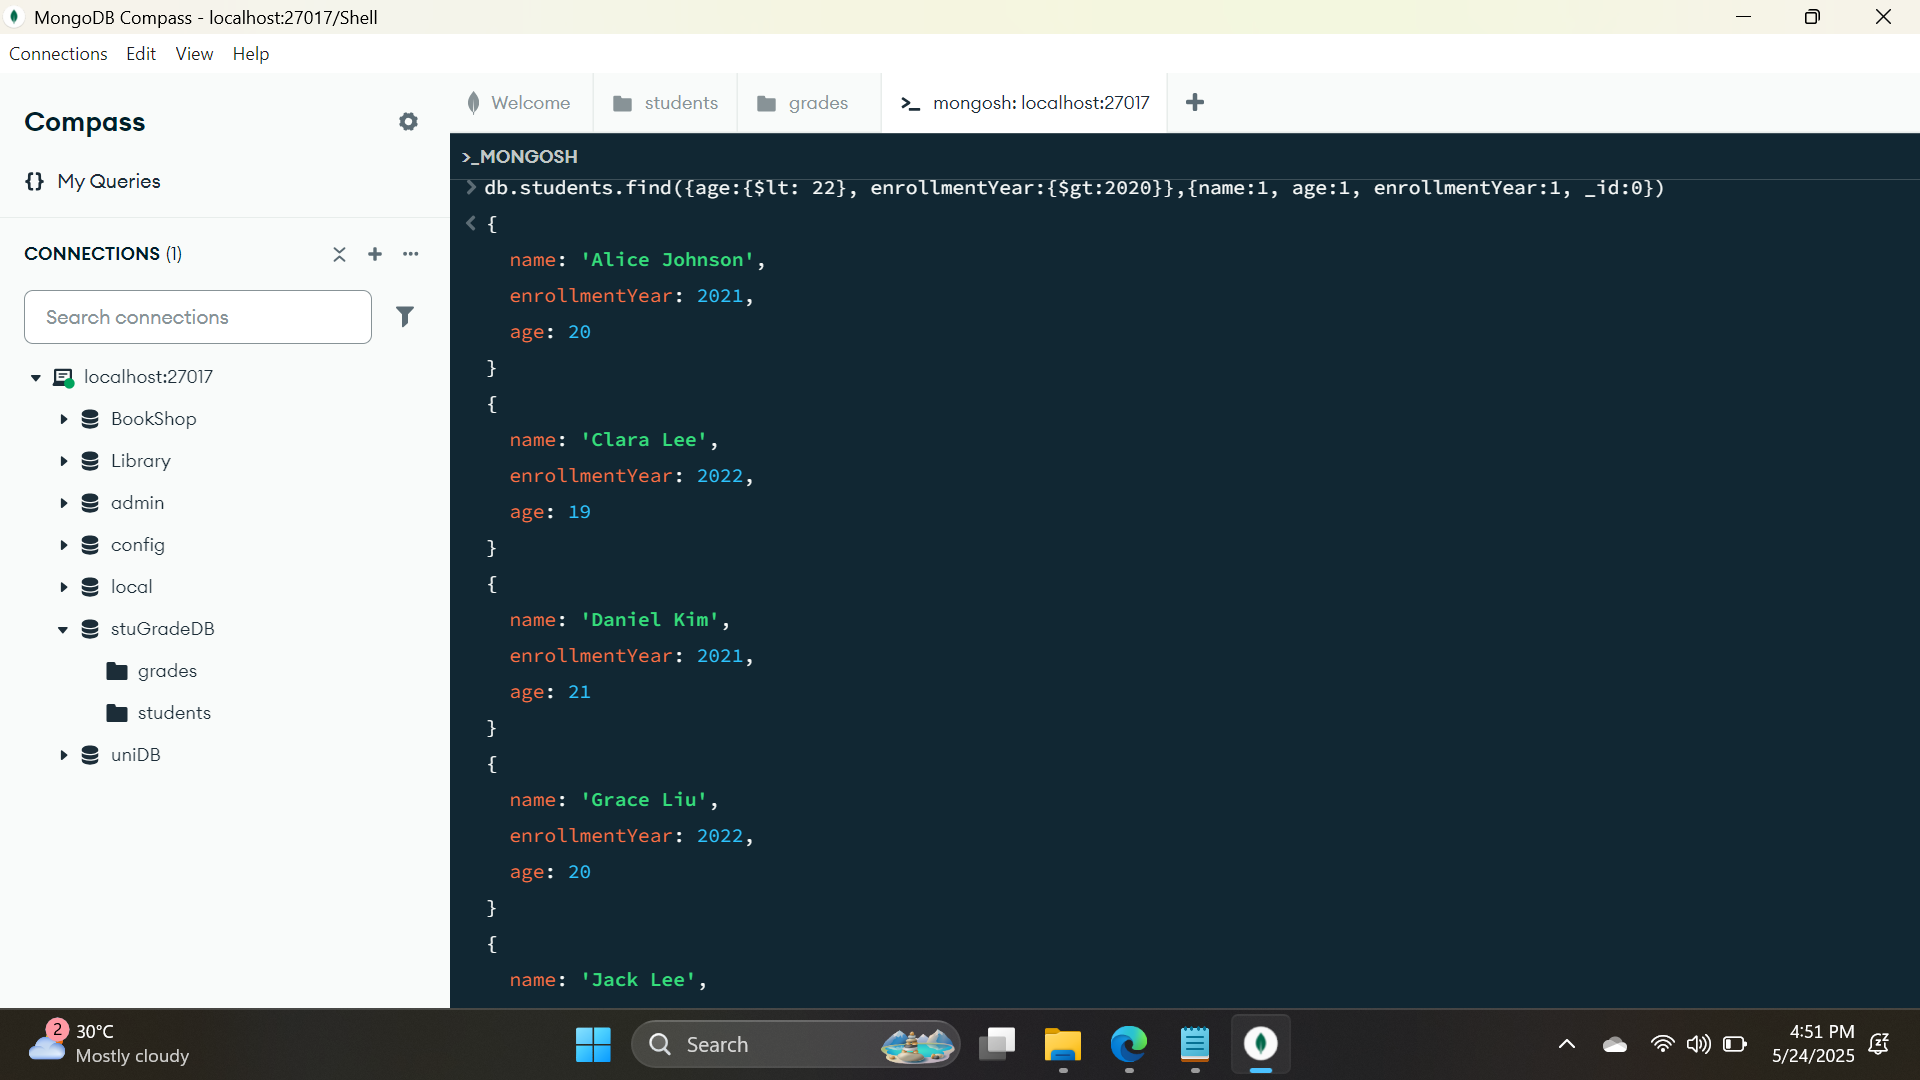 MongoDB Compass - localhost:27017/Shell
Connections Edit View Help
Compass
{} My Queries
CONNECTIONS (1)
Search connections
localhost:27017
BookShop
Library
admin
config
local
stuGradeDB
grades
students
uniDB
Welcome students grades >_ mongosh: localhost:27017 +
>_MONGOSH
> db.students.find({age:{$lt: 22}, enrollmentYear:{$gt:2020}},{name:1, age:1, enrollmentYear:1, _id:0})
< {
name: 'Alice Johnson',
enrollmentYear: 2021,
age: 20
}
{
name: 'Clara Lee',
enrollmentYear: 2022,
age: 19
}
{
name: 'Daniel Kim',
enrollmentYear: 2021,
age: 21
}
{
name: 'Grace Liu',
enrollmentYear: 2022,
age: 20
}
{
name: 'Jack Lee',
2
30°C
Mostly cloudy
Search
4:51 PM
5/24/2025